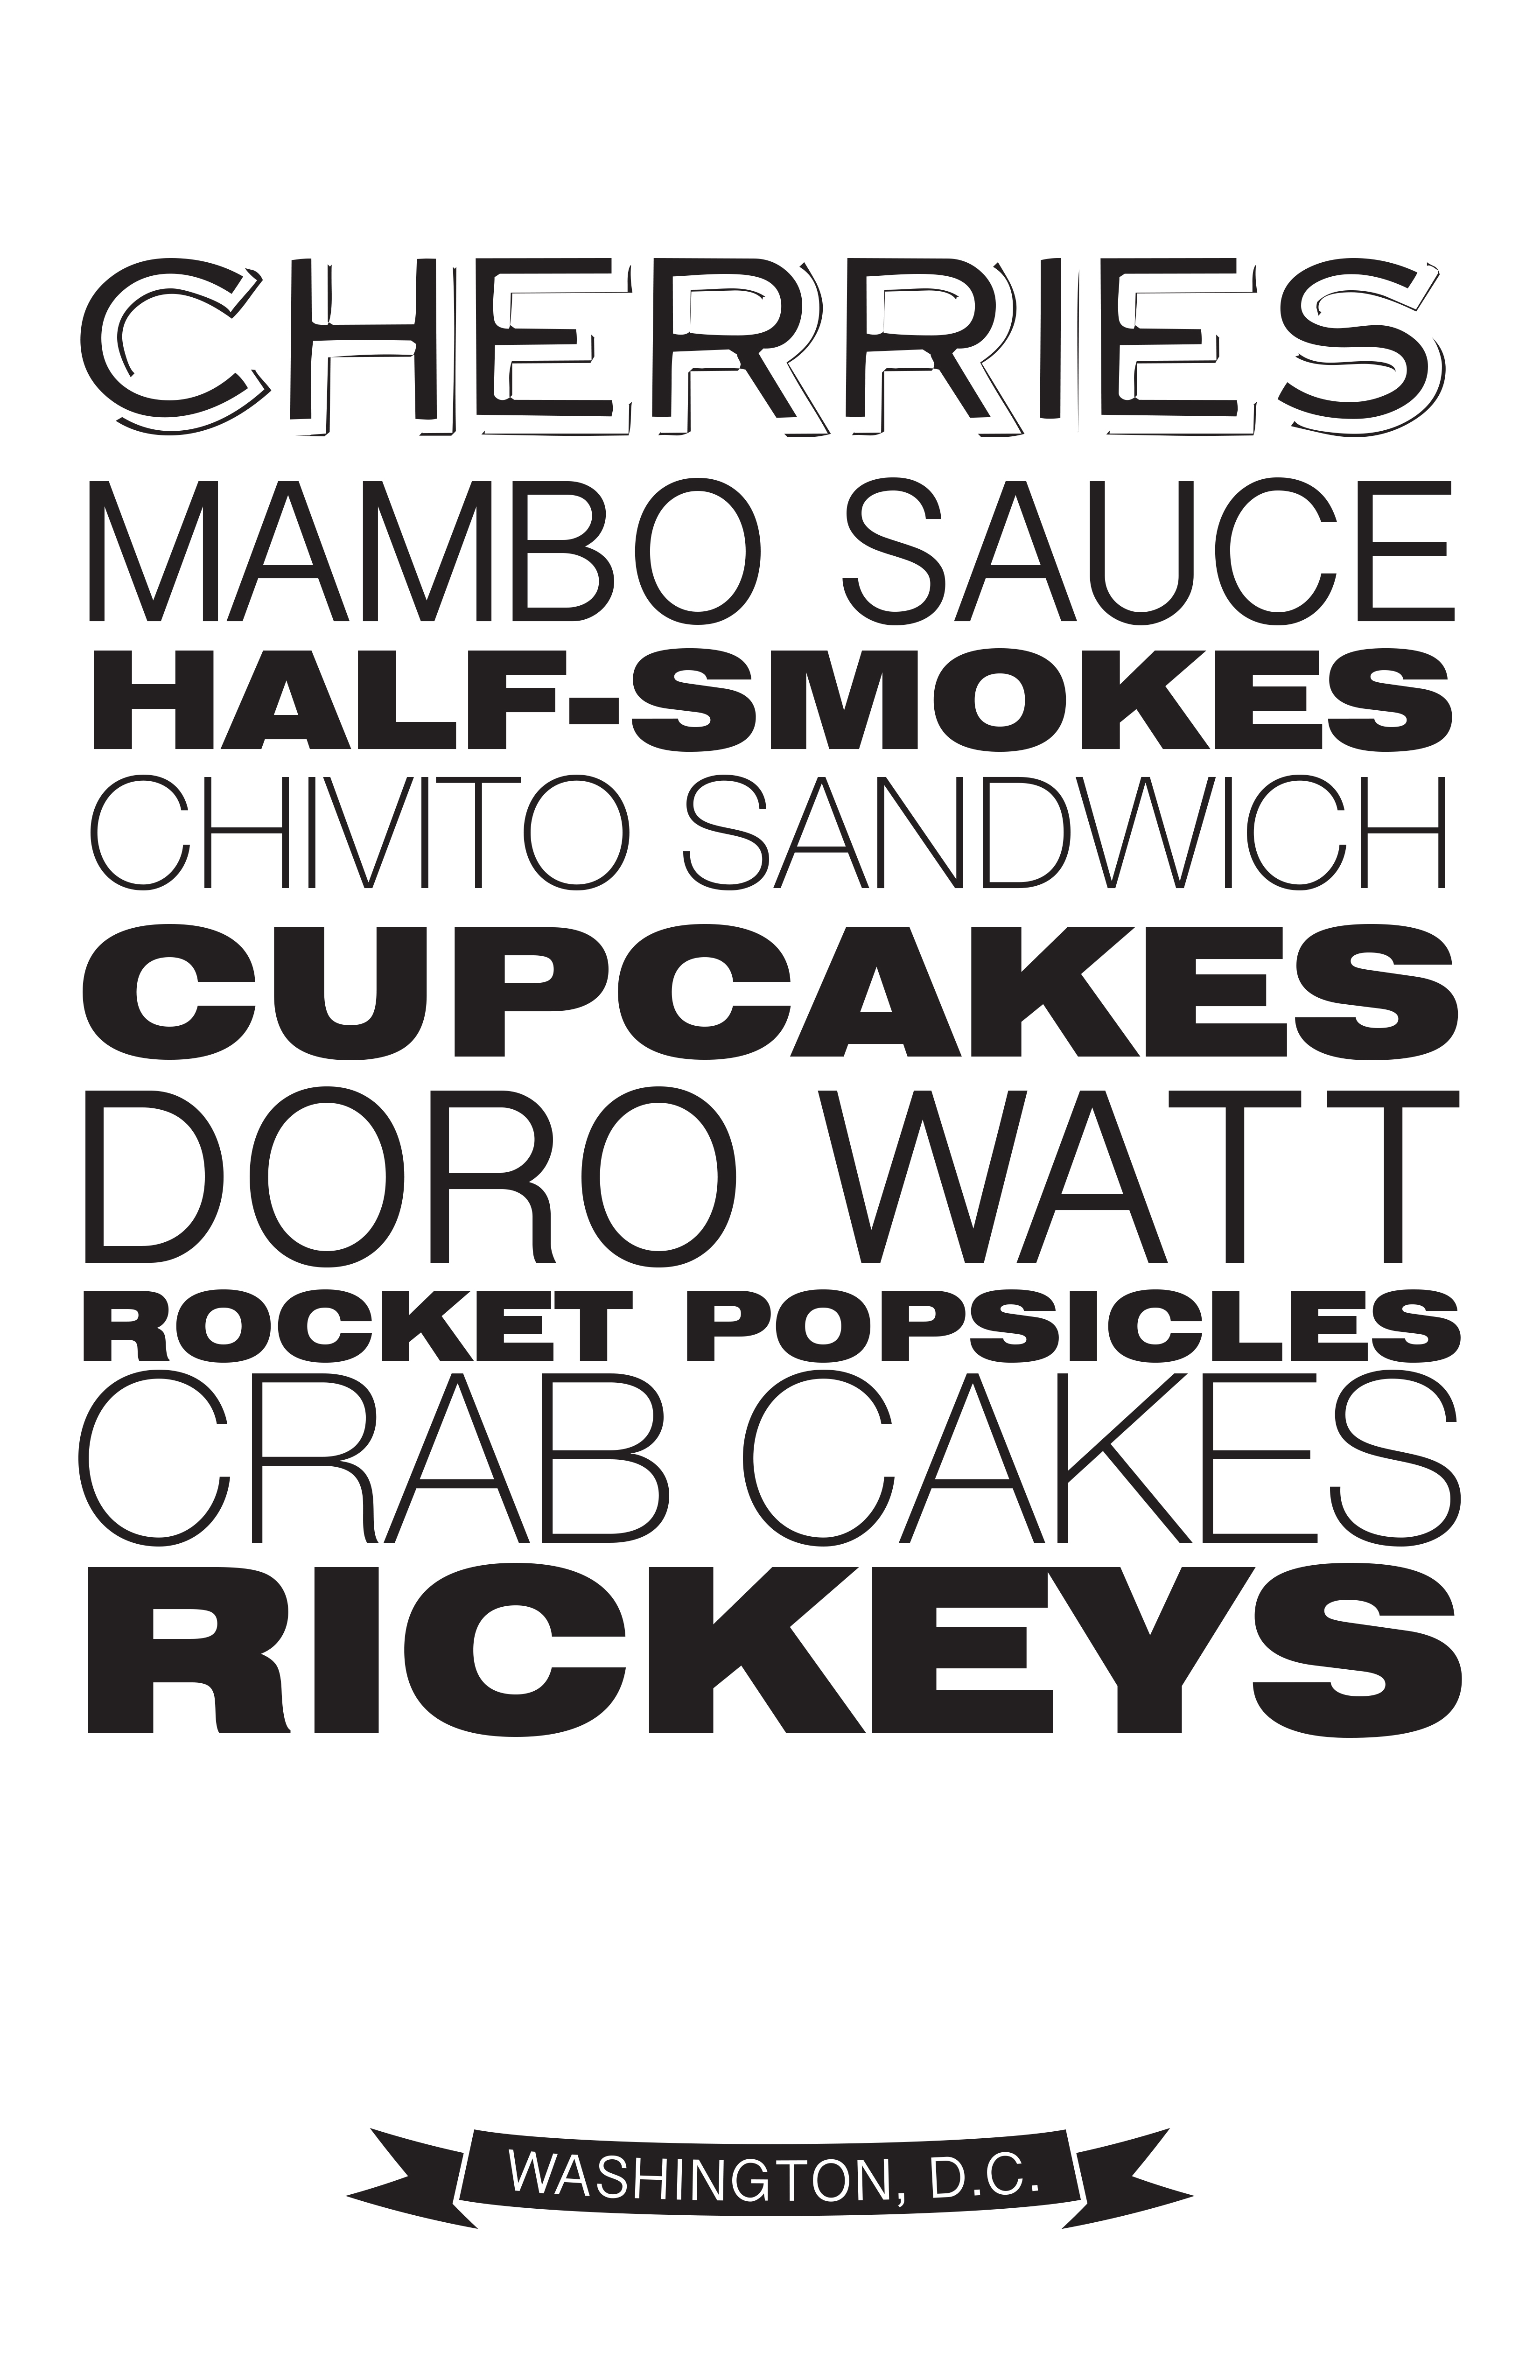 CHERRIES
MAMBO SAUCE
HALF-SMOKES
CHIVITO SANDWICH
CUPCAKES
DORO WATT
ROCKET POPSICLES
CRAB CAKES
RICKEYS
WASHINGTON, D.C.